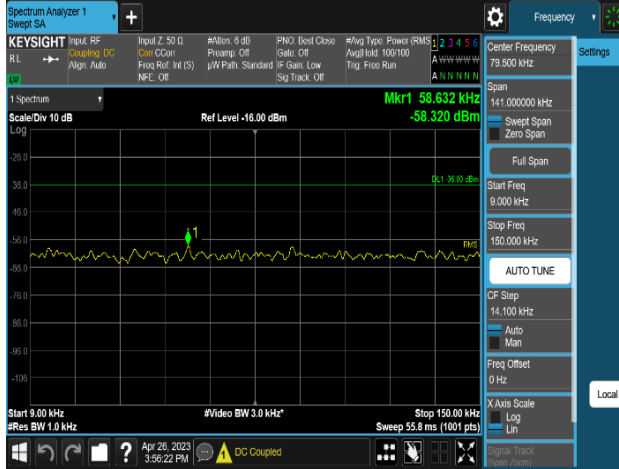 Spectrum Analyzer 1
Swept SA
+
Frequency
KEYSIGHT
RL
Input: RF
Coupling: DC
Align: Auto
Input Z: 50 Ω
Corr CCorr
Freq Ref: Int (S)
NFE: Off
#Atten: 6 dB
Preamp: Off
µW Path: Standard
PNO: Best Close
Gate: Off
IF Gain: Low
Sig Track: Off
#Avg Type: Power (RMS
Avg|Hold: 100/100
Trig: Free Run
1 2 3 4 5 6
A W W W W W
A N N N N N
1 Spectrum
Scale/Div 10 dB
Log
Ref Level -16.00 dBm
Mkr1 58.632 kHz
-58.320 dBm
-26.0
-36.0
DL1 -36.00 dBm
-46.0
1
-56.0
RMS
-66.0
-76.0
-86.0
-96.0
-106
Start 9.00 kHz
#Res BW 1.0 kHz
#Video BW 3.0 kHz*
Stop 150.00 kHz
Sweep 55.8 ms (1001 pts)
?
Apr 26, 2023
3:56:22 PM
DC Coupled
Center Frequency
79.500 kHz
Settings
Span
141.000000 kHz
Swept Span
Zero Span
Full Span
Start Freq
9.000 kHz
Stop Freq
150.000 kHz
AUTO TUNE
CF Step
14.100 kHz
Auto
Man
Freq Offset
0 Hz
X Axis Scale
Log
Lin
Local
Signal Track
(Span Zoom)